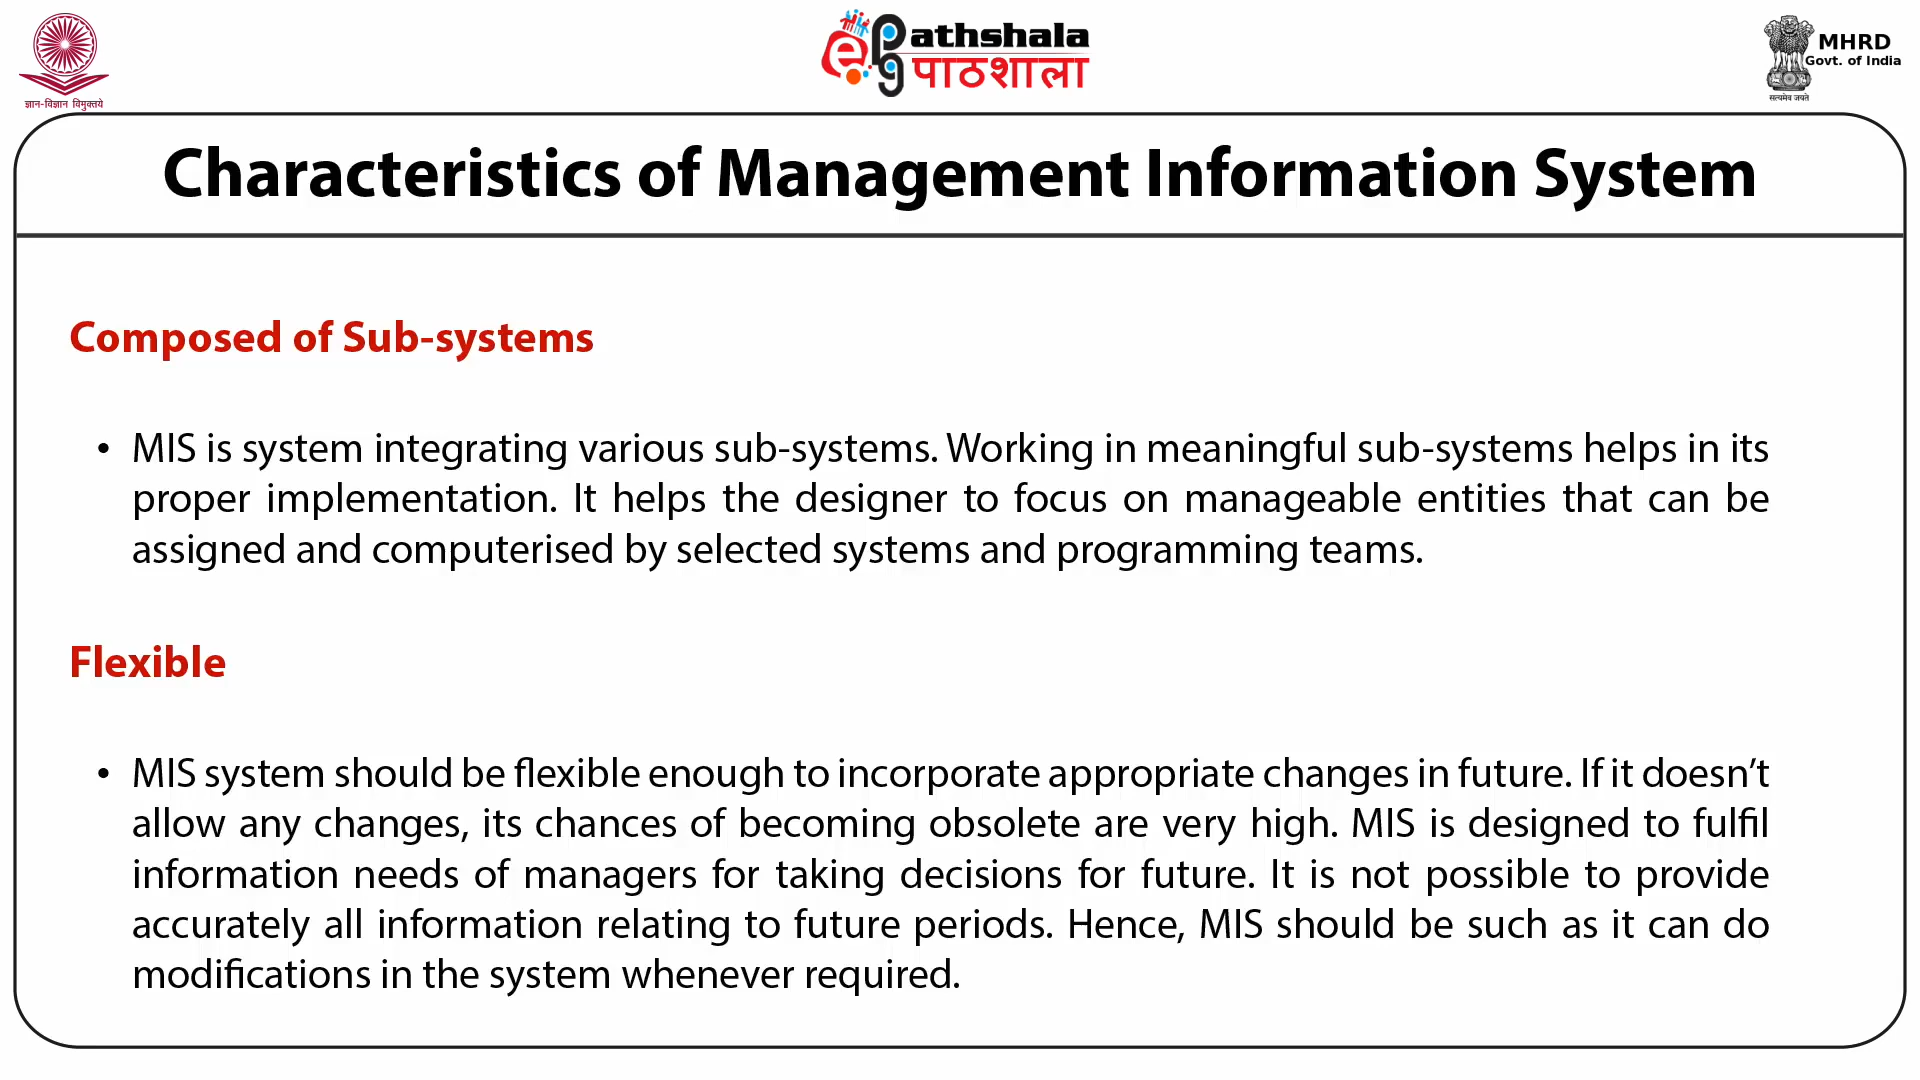 ज्ञान-विज्ञान विमुक्तये
ePathshala
पाठशाला
MHRD
Govt. of India
सत्यमेव जयते
Characteristics of Management Information System
Composed of Sub-systems
• MIS is system integrating various sub-systems. Working in meaningful sub-systems helps in its
proper implementation. It helps the designer to focus on manageable entities that can be
assigned and computerised by selected systems and programming teams.
Flexible
• MIS system should be flexible enough to incorporate appropriate changes in future. If it doesn’t
allow any changes, its chances of becoming obsolete are very high. MIS is designed to fulfil
information needs of managers for taking decisions for future. It is not possible to provide
accurately all information relating to future periods. Hence, MIS should be such as it can do
modifications in the system whenever required.